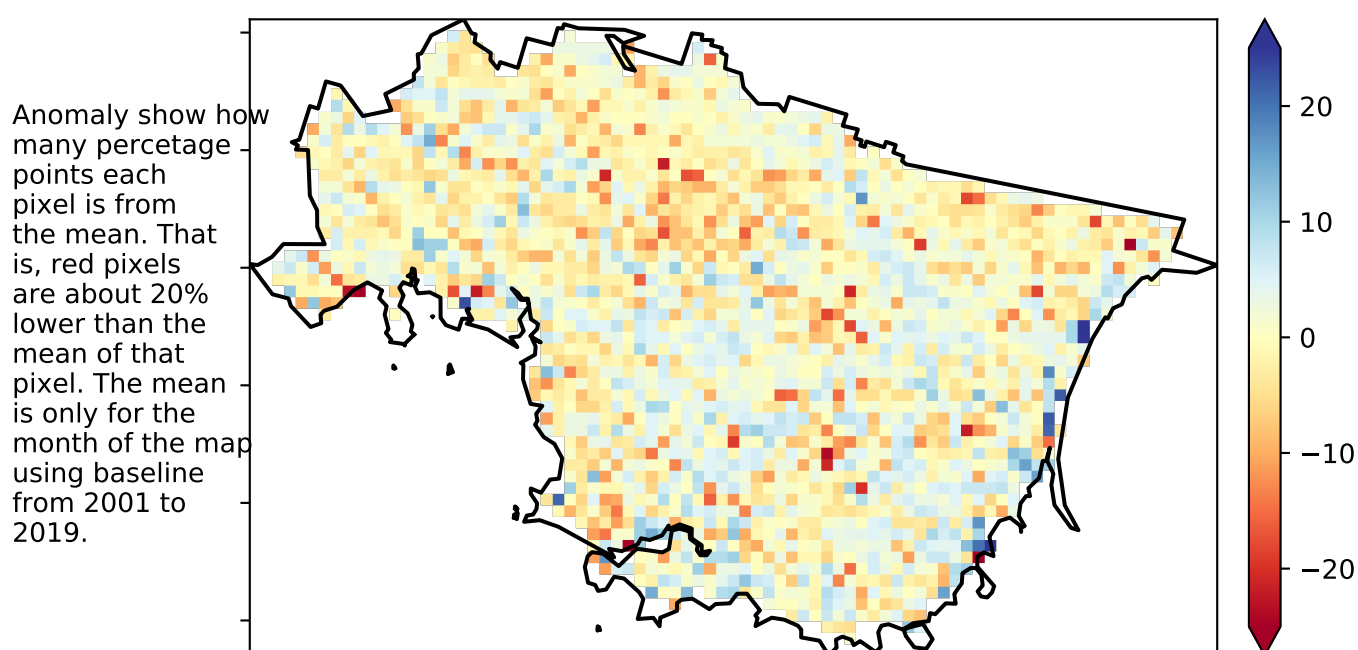 Anomaly show how
many percetage
points each
pixel is from
the mean. That
is, red pixels
are about 20%
lower than the
mean of that
pixel. The mean
is only for the
month of the map
using baseline
from 2001 to
2019.
20
10
0
−10
−20